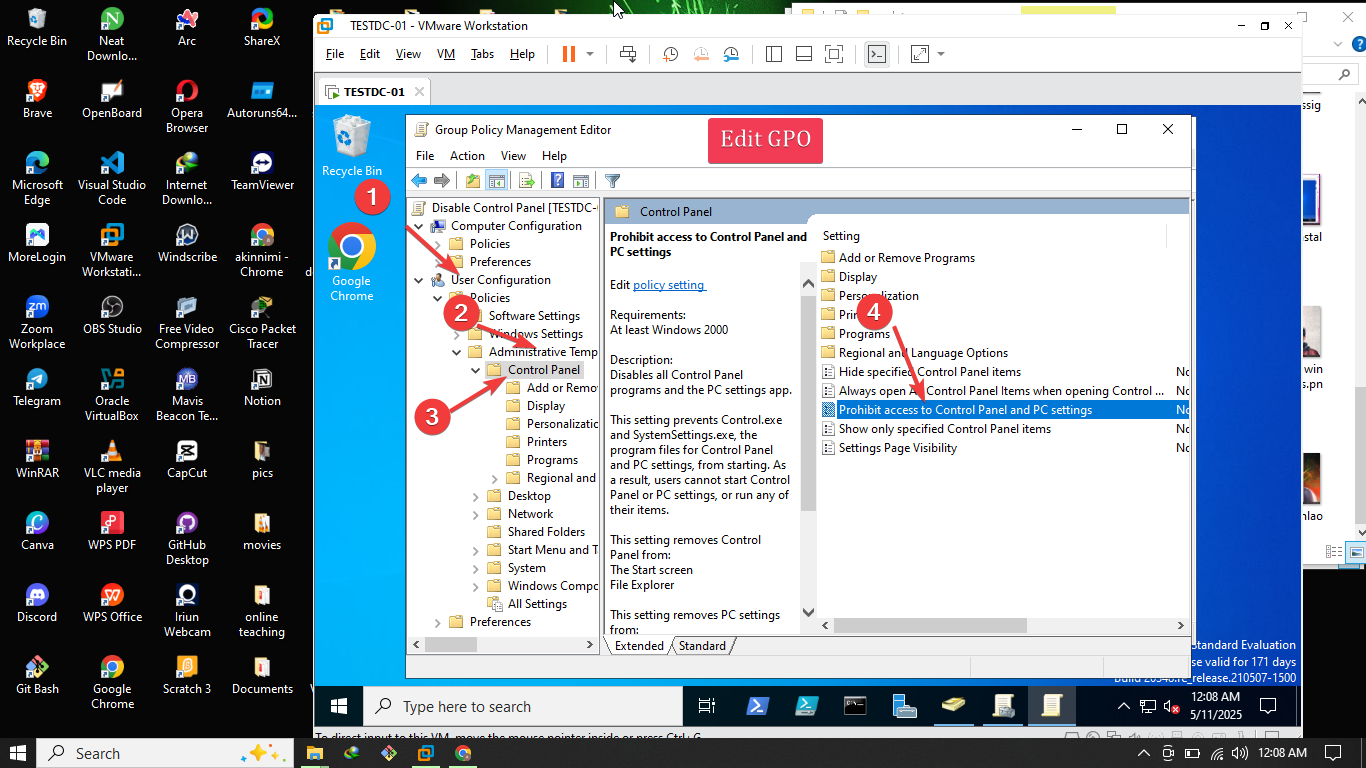 TESTDC-01 - VMware Workstation
File Edit View VM Tabs Help
TESTDC-01
Recycle Bin
Neat Downlo...
Arc
ShareX
Brave
OpenBoard
Opera Browser
Autoruns64...
Microsoft Edge
Visual Studio Code
Internet Downlo...
TeamViewer
MoreLogin
VMware Workstati...
Windscribe
akinnimi - Chrome
Zoom Workplace
OBS Studio
Free Video Compressor
Cisco Packet Tracer
Telegram
Oracle VirtualBox
Mavis Beacon Te...
Notion
WinRAR
VLC media player
CapCut
pics
Canva
WPS PDF
GitHub Desktop
movies
Discord
WPS Office
Iriun Webcam
online teaching
Git Bash
Google Chrome
Scratch 3
Documents
Recycle Bin
Google Chrome
Group Policy Management Editor
Edit GPO
File Action View Help
1
2
3
4
Disable Control Panel [TESTDC-
Computer Configuration
Policies
Preferences
User Configuration
Policies
Software Settings
Windows Settings
Administrative Temp
Control Panel
Add or Remo
Display
Personalizatic
Printers
Programs
Regional and
Desktop
Network
Shared Folders
Start Menu and T
System
Windows Compo
All Settings
Preferences
Control Panel
Prohibit access to Control Panel and
PC settings
Edit policy setting
Requirements:
At least Windows 2000
Description:
Disables all Control Panel
programs and the PC settings app.
This setting prevents Control.exe
and SystemSettings.exe, the
program files for Control Panel
and PC settings, from starting. As
a result, users cannot start Control
Panel or PC settings, or run any of
their items.
This setting removes Control
Panel from:
The Start screen
File Explorer
This setting removes PC settings
from:
Setting
Add or Remove Programs
Display
Personalization
Prin
Programs
Regional and Language Options
Hide specified Control Panel items No
Always open A Control Panel Items when opening Control ... No
Prohibit access to Control Panel and PC settings No
Show only specified Control Panel items No
Settings Page Visibility No
Extended Standard
Standard Evaluation
se valid for 171 days
release.210507-1500
Type here to search
12:08 AM
5/11/2025
To direct input to this VM, move the mouse pointer inside or press Ctrl+G.
ssig
stal
win
s.pn
nlao
Search
12:08 AM